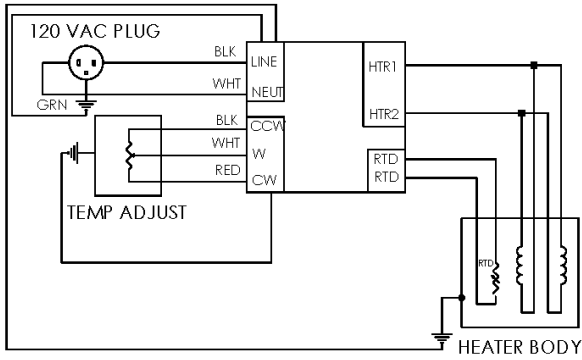 120 VAC PLUG
BLK
LINE
HTR1
WHT
NEUT
GRN
HTR2
BLK
CCW
WHT
W
RTD
RED
CW
RTD
TEMP ADJUST
RTD
HEATER BODY